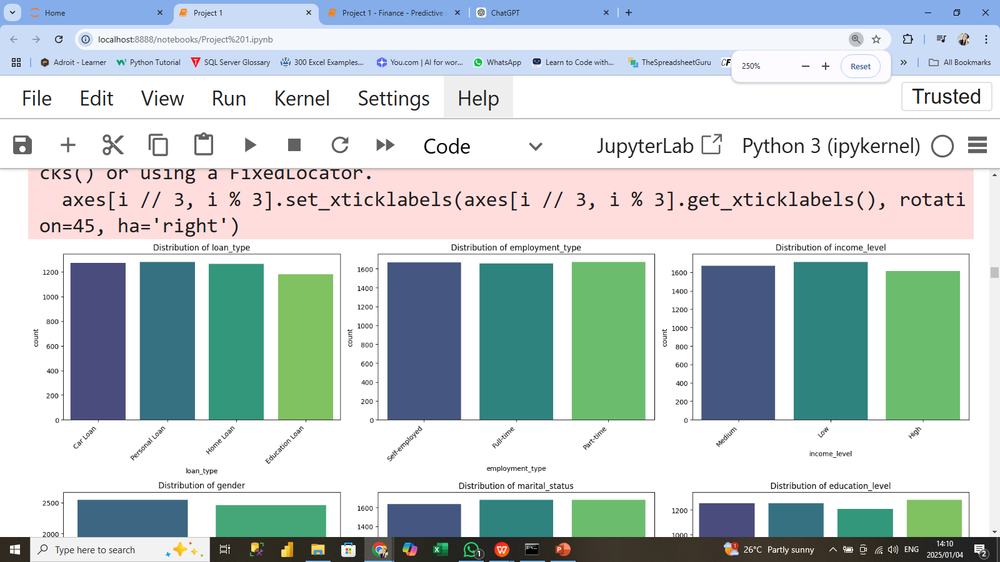 Home
Project 1
Project 1 - Finance - Predictive
ChatGPT
localhost:8888/notebooks/Project%201.ipynb
Adroit - Learner
Python Tutorial
SQL Server Glossary
300 Excel Examples...
You.com | AI for wor...
WhatsApp
Learn to Code with...
TheSpreadsheetGuru
CF
All Bookmarks
250%
Reset
File Edit View Run Kernel Settings Help
Trusted
Code
JupyterLab
Python 3 (ipykernel)
cks() or using a FixedLocator.
axes[i // 3, i % 3].set_xticklabels(axes[i // 3, i % 3].get_xticklabels(), rotati
on=45, ha='right')
Distribution of loan_type
1200
1000
800
600
400
200
0
count
Car Loan
Personal Loan
Home Loan
Education Loan
loan_type
Distribution of employment_type
1600
1400
1200
1000
800
600
400
200
0
count
Self-employed
Full-time
Part-time
employment_type
Distribution of income_level
1600
1400
1200
1000
800
600
400
200
0
count
Medium
Low
High
income_level
Distribution of gender
2500
2000
Distribution of marital_status
1600
1400
Distribution of education_level
1200
1000
Type here to search
1
1
26°C Partly sunny
ENG
14:10
2025/01/04
2